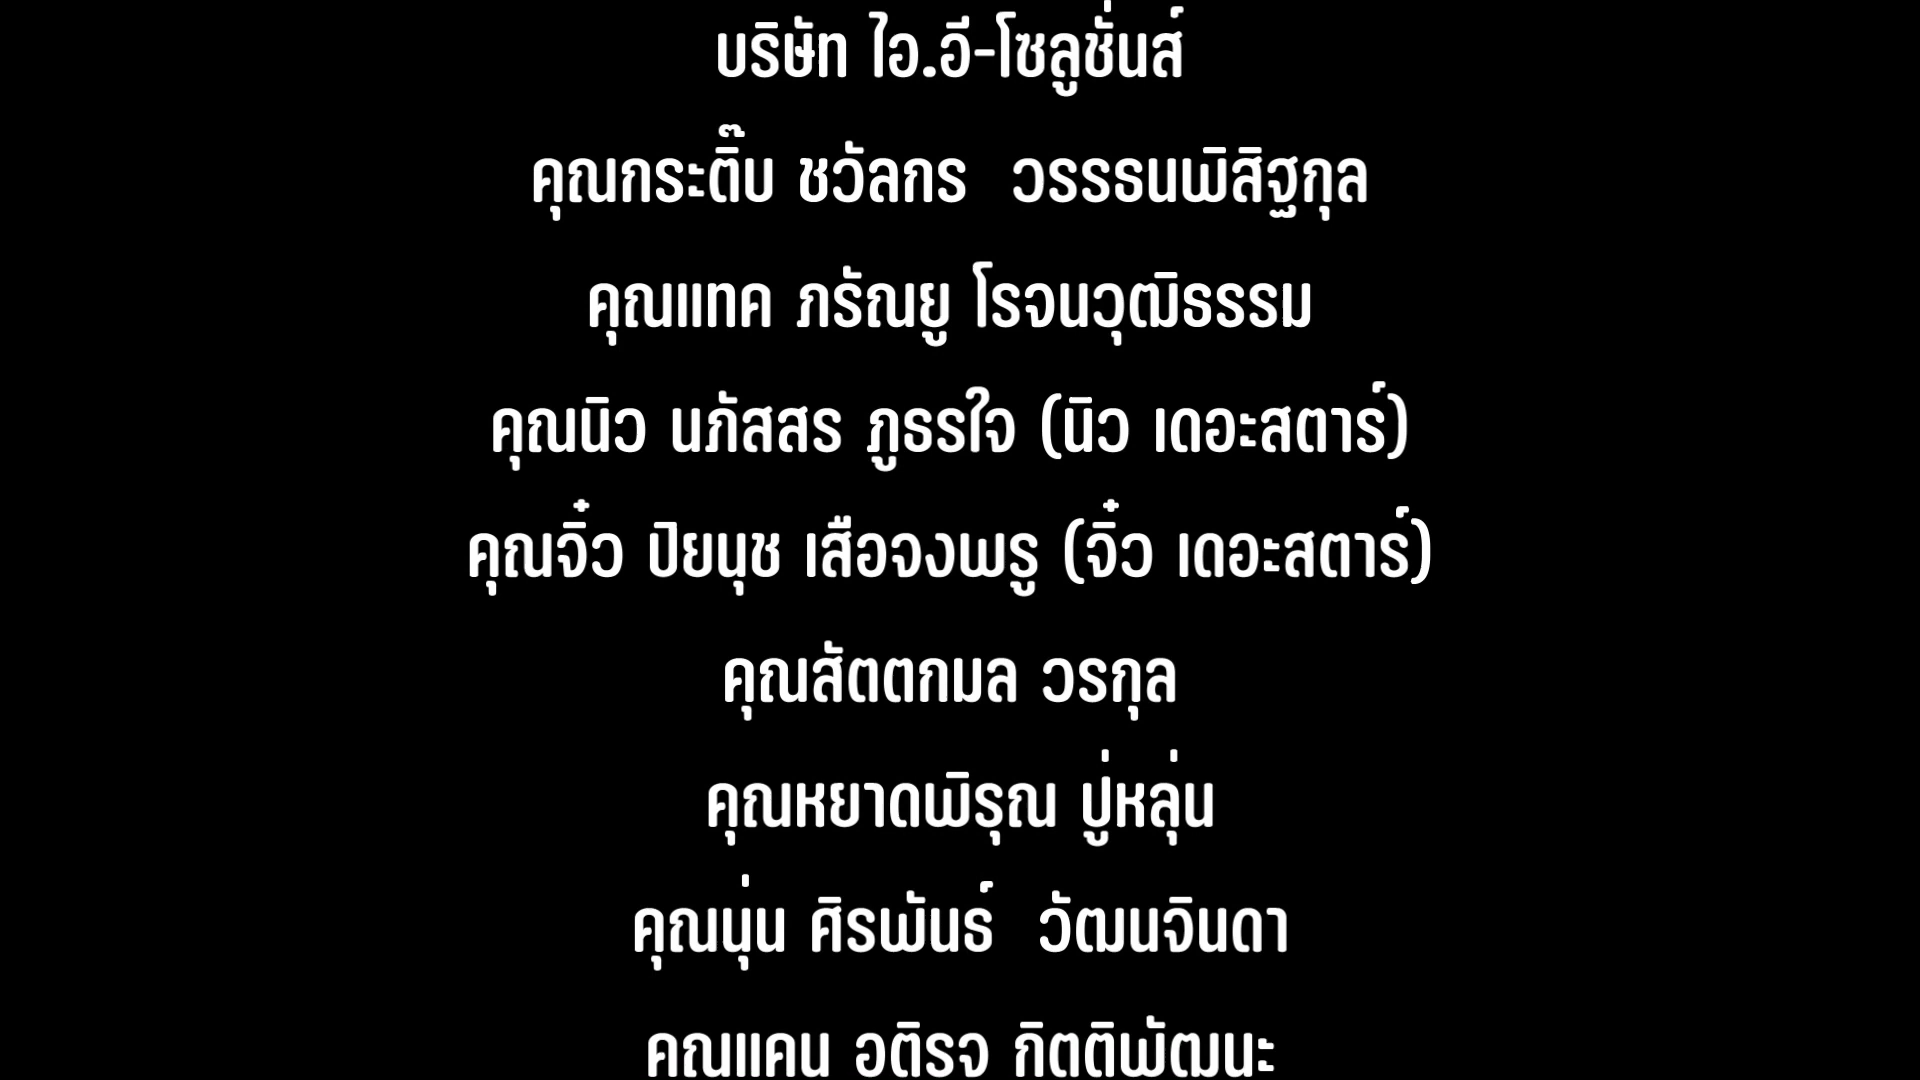 บริษัท ไอ.อี-โซลูชั่นส์
คุณกระติ๊บ ชวัลกร วรรธนพิสิฐกุล
คุณแทค ภรัณยู โรจนวุฒิธรรม
คุณนิว นภัสสร ภูธรใจ (นิว เดอะสตาร์)
คุณจิ๋ว ปิยนุช เสือจงพรู (จิ๋ว เดอะสตาร์)
คุณสัตตกมล วรกุล
คุณหยาดพิรุณ ปู่หลุ่น
คุณนุ่น ศิรพันธ์ วัฒนจินดา
คุณแคน อติรุจ กิตติพัฒนะ